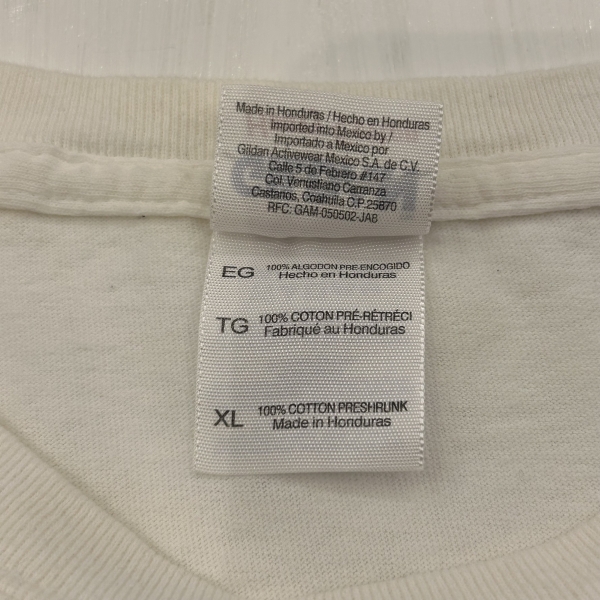 Made in Honduras / Hecho en Honduras
Imported into Mexico by /
Importado a Mexico por
Gildan Activewear Mexico S.A. de C.V.
Calle 5 de Febrero #147
Col. Venustiano Carranza
Castaños, Coahuila C.P. 25870
RFC: GAM-050502-JA8
EG 100% ALGODON PRE-ENCOGIDO
Hecho en Honduras
TG 100% COTON PRÉ-RÉTRÉCI
Fabriqué au Honduras
XL 100% COTTON PRESHRUNK
Made in Honduras